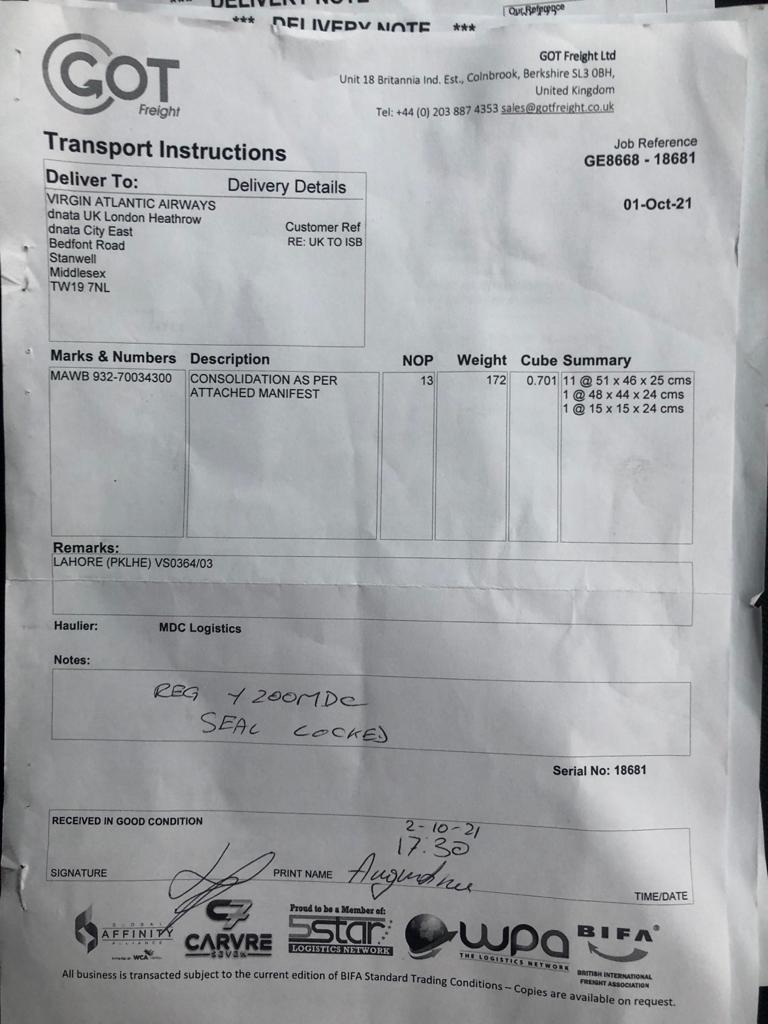 *** DELIVERY NOTE
*** DELIVERY NOTE ***
Our Reference
GOT
Freight
GOT Freight Ltd
Unit 18 Britannia Ind. Est., Colnbrook, Berkshire SL3 0BH,
United Kingdom
Tel: +44 (0) 203 887 4353 sales@gotfreight.co.uk
Transport Instructions
Job Reference
GE8668 - 18681
01-Oct-21
Deliver To: Delivery Details
VIRGIN ATLANTIC AIRWAYS
dnata UK London Heathrow
dnata City East
Bedfont Road
Stanwell
Middlesex
TW19 7NL
Customer Ref
RE: UK TO ISB
Marks & Numbers Description NOP Weight Cube Summary
MAWB 932-70034300 CONSOLIDATION AS PER 13 172 0.701 11 @ 51 x 46 x 25 cms
ATTACHED MANIFEST 1 @ 48 x 44 x 24 cms
1 @ 15 x 15 x 24 cms
Remarks:
LAHORE (PKLHE) VS0364/03
Haulier: MDC Logistics
Notes:
REG Y200MDC
SEAL LOCKED
Serial No: 18681
RECEIVED IN GOOD CONDITION
2-10-21
17:30
SIGNATURE PRINT NAME
TIME/DATE
GLOBAL
AFFINITY
ALLIANCE
WCA
C7
CARVRE
SEVEN
Proud to be a Member of:
5star
LOGISTICS NETWORK
wpa
THE LOGISTICS NETWORK
BIFA
BRITISH INTERNATIONAL
FREIGHT ASSOCIATION
All business is transacted subject to the current edition of BIFA Standard Trading Conditions – Copies are available on request.